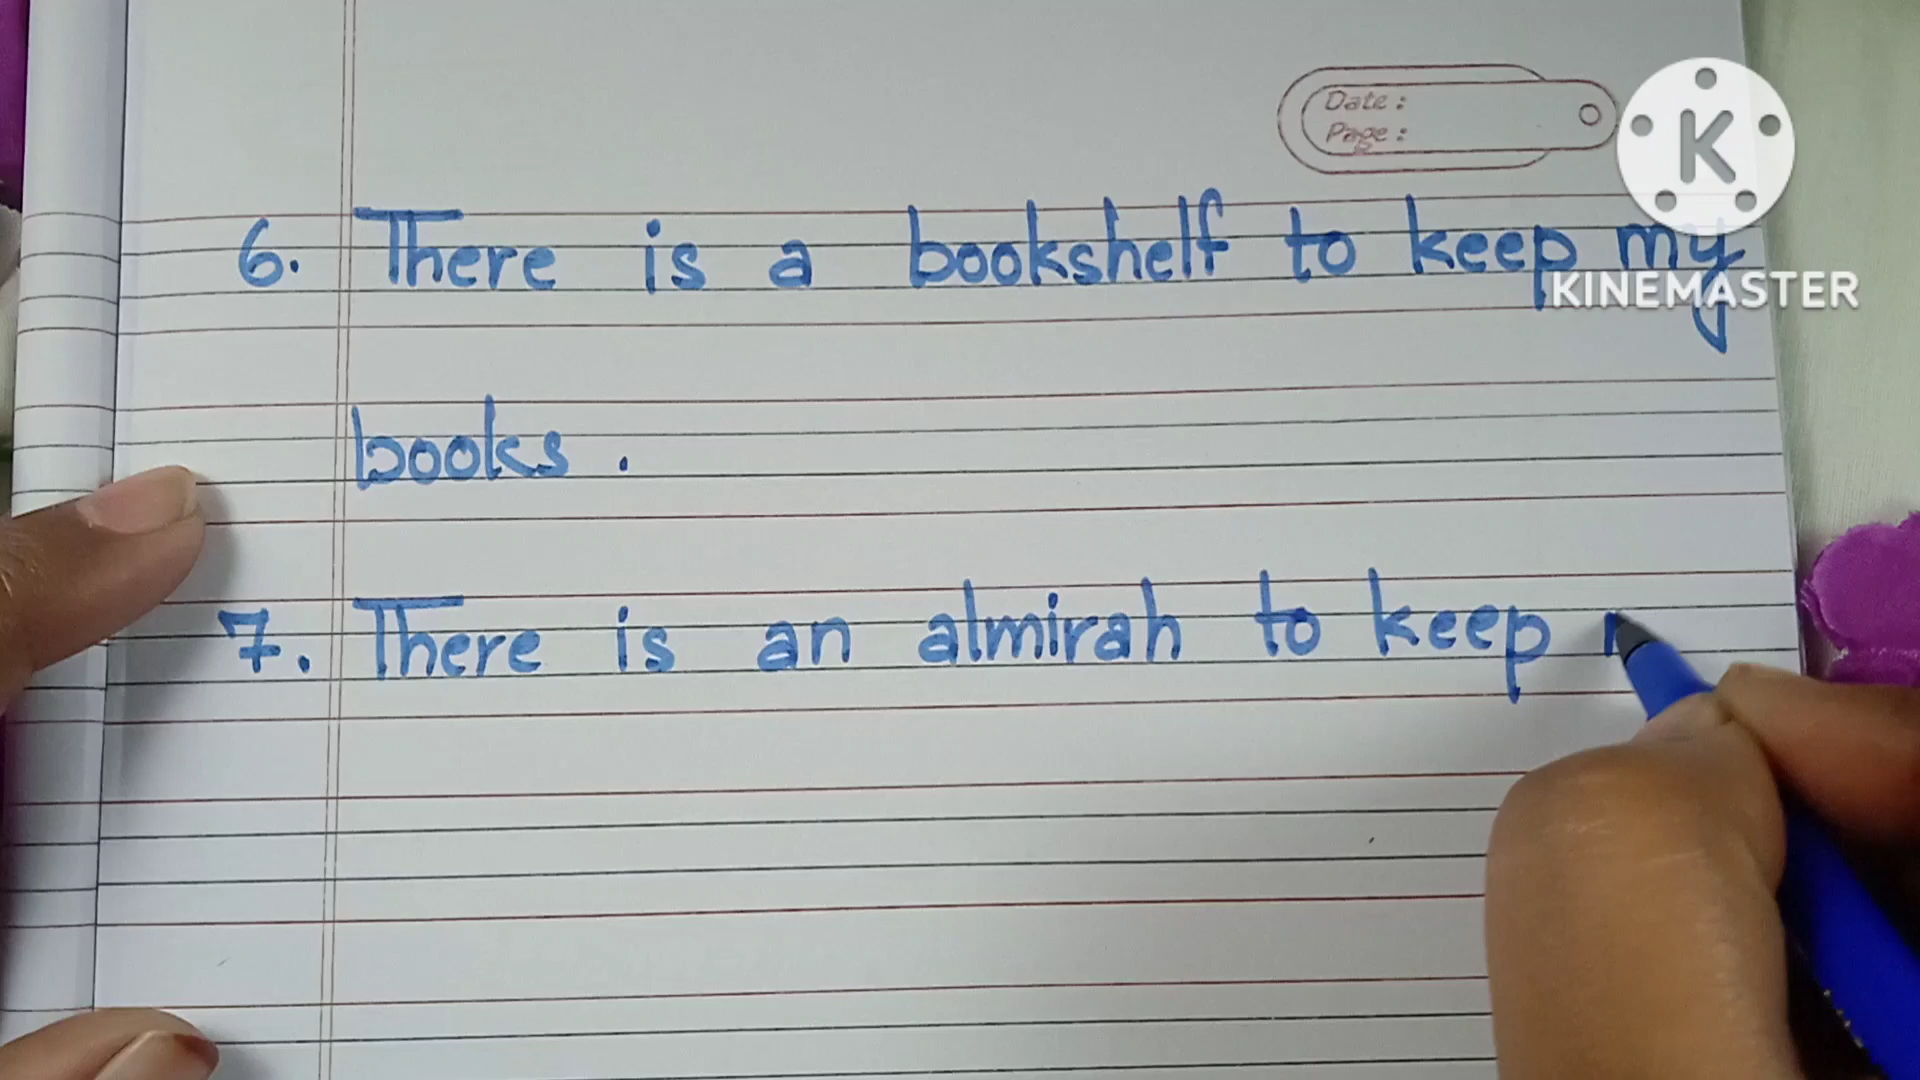 Date :
Page :
K
KINEMASTER
6. There is a bookshelf to keep my
books .
7. There is an almirah to keep